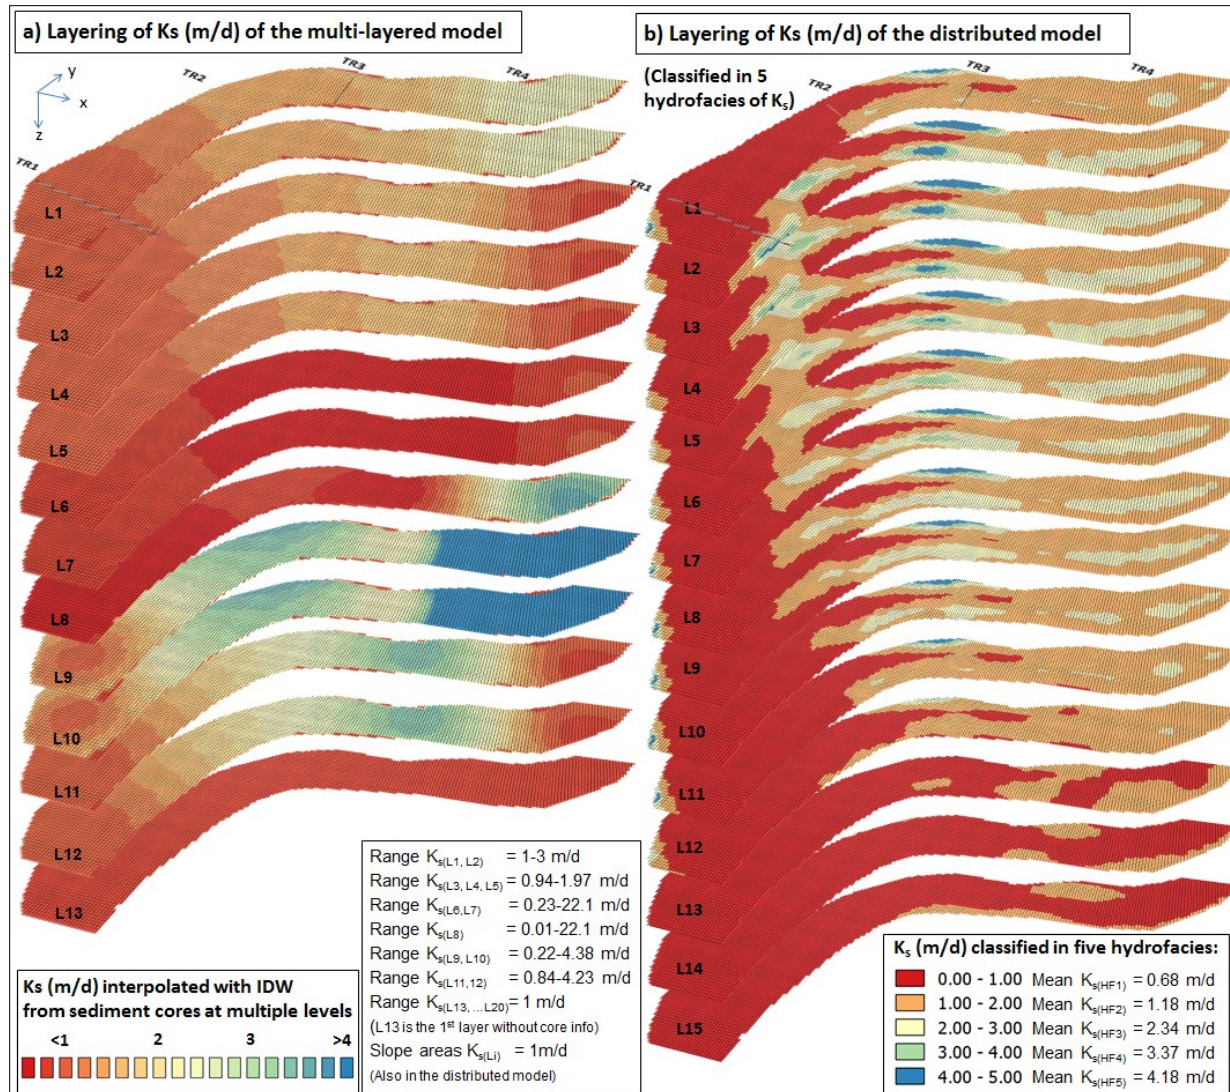 a) Layering of Ks (m/d) of the multi-layered model
y
x
z
TR1
TR2
TR3
TR4
L1
L2
L3
L4
L5
L6
L7
L8
L9
L10
L11
L12
L13
Ks (m/d) interpolated with IDW
from sediment cores at multiple levels
<1 2 3 >4
Range Ks(L1, L2) = 1-3 m/d
Range Ks(L3, L4, L5) = 0.94-1.97 m/d
Range Ks(L6,L7) = 0.23-22.1 m/d
Range Ks(L8) = 0.01-22.1 m/d
Range Ks(L9, L10) = 0.22-4.38 m/d
Range Ks(L11,12) = 0.84-4.23 m/d
Range Ks(L13, ...L20)= 1 m/d
(L13 is the 1st layer without core info)
Slope areas Ks(Li) = 1m/d
(Also in the distributed model)
b) Layering of Ks (m/d) of the distributed model
(Classified in 5
hydrofacies of Ks)
TR1
TR2
TR3
TR4
L1
L2
L3
L4
L5
L6
L7
L8
L9
L10
L11
L12
L13
L14
L15
Ks (m/d) classified in five hydrofacies:
0.00 - 1.00 Mean Ks(HF1) = 0.68 m/d
1.00 - 2.00 Mean Ks(HF2) = 1.18 m/d
2.00 - 3.00 Mean Ks(HF3) = 2.34 m/d
3.00 - 4.00 Mean Ks(HF4) = 3.37 m/d
4.00 - 5.00 Mean Ks(HF5) = 4.18 m/d